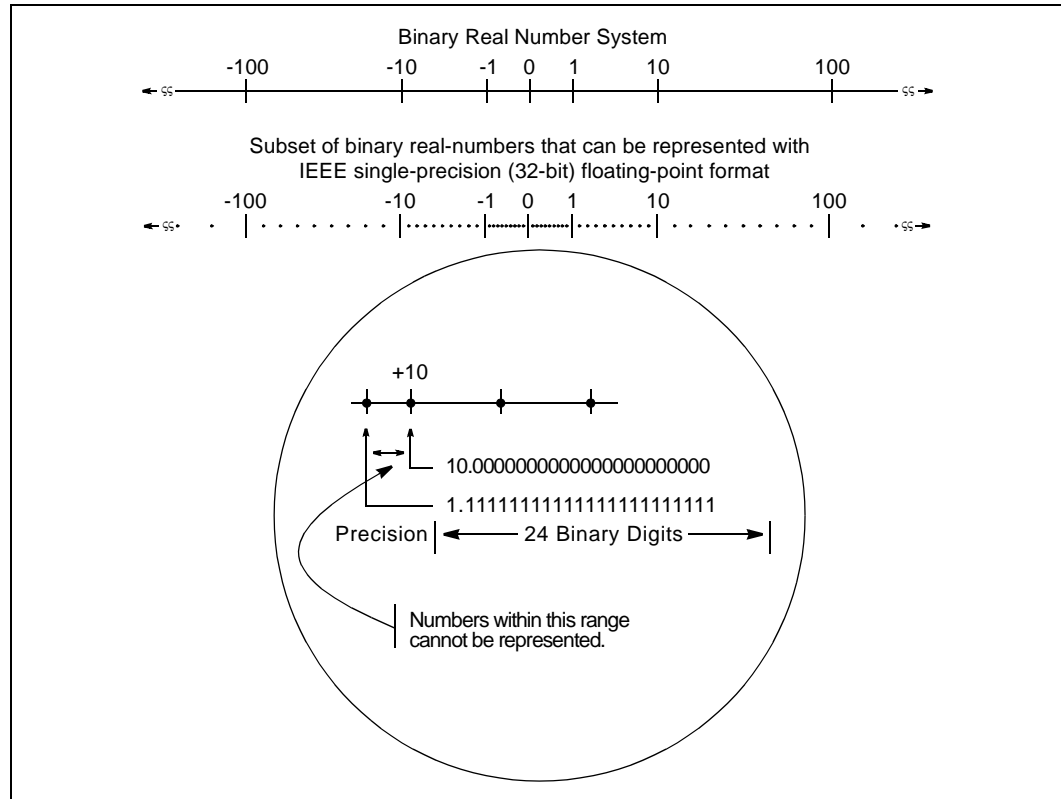 Binary Real Number System
-100 -10 -1 0 1 10 100
Subset of binary real-numbers that can be represented with
IEEE single-precision (32-bit) floating-point format
-100 -10 -1 0 1 10 100
+10
10.0000000000000000000000
1.11111111111111111111111
Precision 24 Binary Digits
Numbers within this range
cannot be represented.